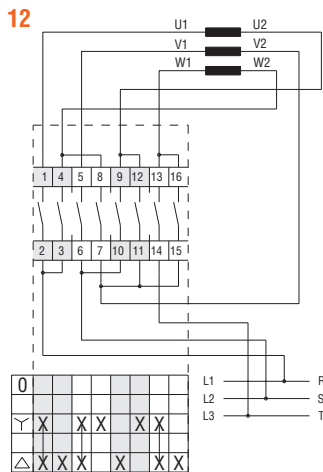 12
U1 U2
V1 V2
W1 W2
1 4 5 8 9 12 13 16
2 3 6 7 10 11 14 15
L1 R
L2 S
L3 T
0
X X X X X
X X X X X X